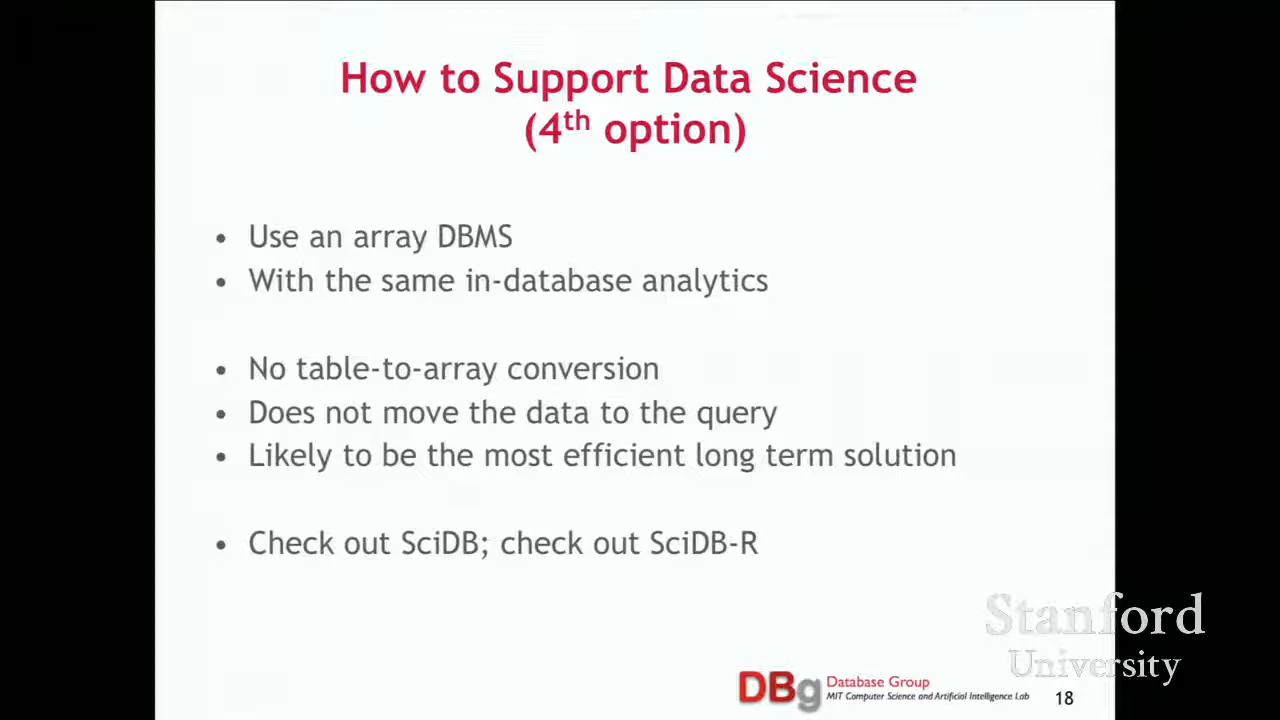 How to Support Data Science
(4th option)
• Use an array DBMS
• With the same in-database analytics
• No table-to-array conversion
• Does not move the data to the query
• Likely to be the most efficient long term solution
• Check out SciDB; check out SciDB-R
Stanford
University
DBg Database Group
MIT Computer Science and Artificial Intelligence Lab
18